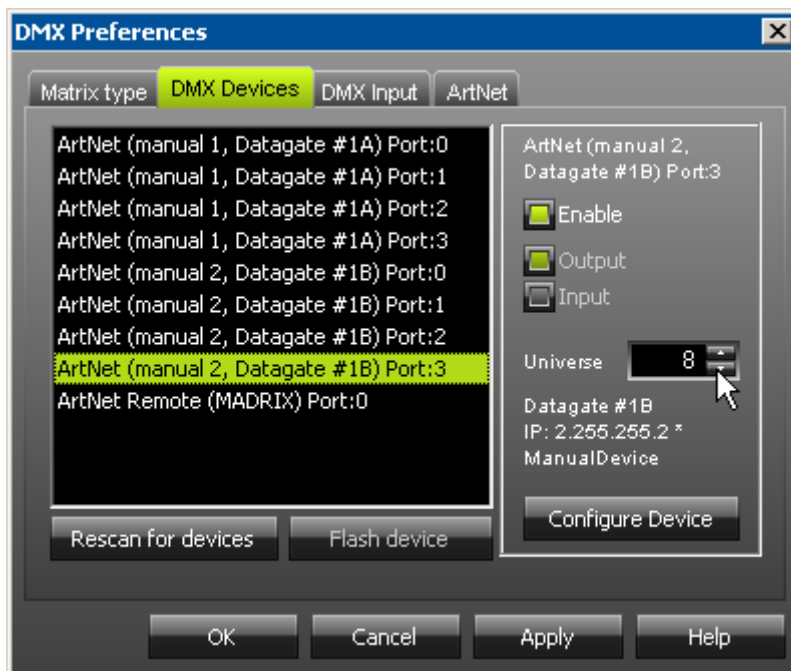 DMX Preferences
Matrix type
DMX Devices
DMX Input
ArtNet
ArtNet (manual 1, Datagate #1A) Port:0
ArtNet (manual 1, Datagate #1A) Port:1
ArtNet (manual 1, Datagate #1A) Port:2
ArtNet (manual 1, Datagate #1A) Port:3
ArtNet (manual 2, Datagate #1B) Port:0
ArtNet (manual 2, Datagate #1B) Port:1
ArtNet (manual 2, Datagate #1B) Port:2
ArtNet (manual 2, Datagate #1B) Port:3
ArtNet Remote (MADRIX) Port:0
Rescan for devices
Flash device
ArtNet (manual 2,
Datagate #1B) Port:3
Enable
Output
Input
Universe 8
Datagate #1B
IP: 2.255.255.2 *
ManualDevice
Configure Device
OK
Cancel
Apply
Help